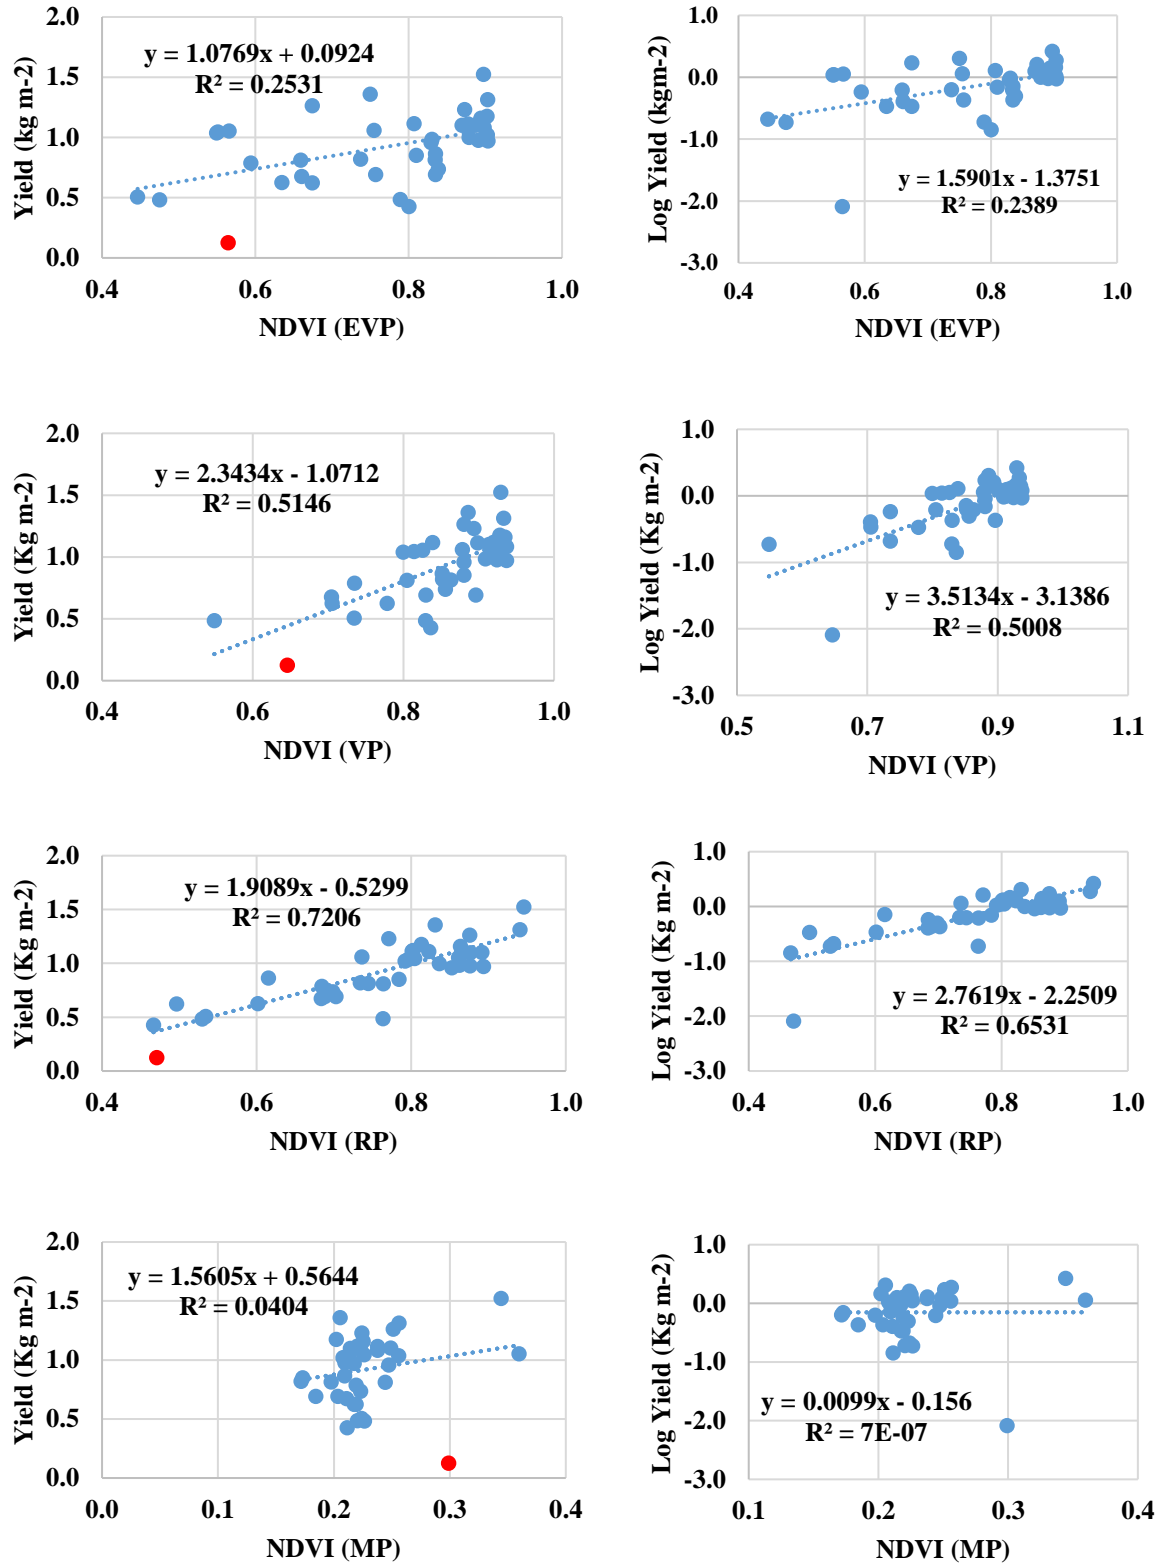 2.0
1.5
1.0
0.5
0.0
Yield (kg m-2)
y = 1.0769x + 0.0924
R² = 0.2531
0.4 0.6 0.8 1.0
NDVI (EVP)
1.0
0.0
-1.0
-2.0
-3.0
Log Yield (kgm-2)
y = 1.5901x - 1.3751
R² = 0.2389
0.4 0.6 0.8 1.0
NDVI (EVP)
2.0
1.5
1.0
0.5
0.0
Yield (Kg m-2)
y = 2.3434x - 1.0712
R² = 0.5146
0.4 0.6 0.8 1.0
NDVI (VP)
1.0
0.0
-1.0
-2.0
-3.0
Log Yield (Kg m-2)
y = 3.5134x - 3.1386
R² = 0.5008
0.5 0.7 0.9 1.1
NDVI (VP)
2.0
1.5
1.0
0.5
0.0
Yield (Kg m-2)
y = 1.9089x - 0.5299
R² = 0.7206
0.4 0.6 0.8 1.0
NDVI (RP)
1.0
0.0
-1.0
-2.0
-3.0
Log Yield (Kg m-2)
y = 2.7619x - 2.2509
R² = 0.6531
0.4 0.6 0.8 1.0
NDVI (RP)
2.0
1.5
1.0
0.5
0.0
Yield (Kg m-2)
y = 1.5605x + 0.5644
R² = 0.0404
0.0 0.1 0.2 0.3 0.4
NDVI (MP)
1.0
0.0
-1.0
-2.0
-3.0
Log Yield (Kg m-2)
y = 0.0099x - 0.156
R² = 7E-07
0.1 0.2 0.3 0.4
NDVI (MP)